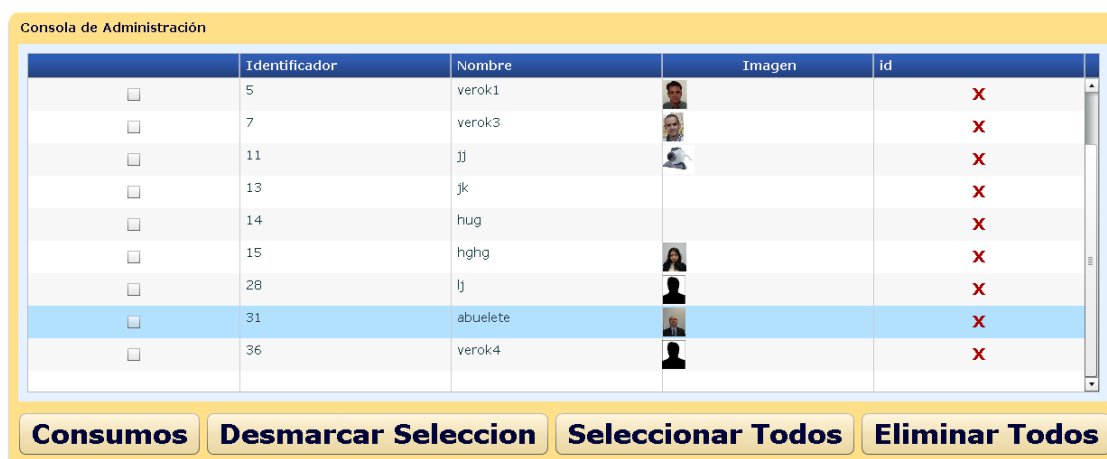 Consola de Administración
Identificador Nombre Imagen id
5 verok1 X
7 verok3 X
11 jj X
13 jk X
14 hug X
15 hghg X
28 lj X
31 abuelete X
36 verok4 X
Consumos Desmarcar Seleccion Seleccionar Todos Eliminar Todos